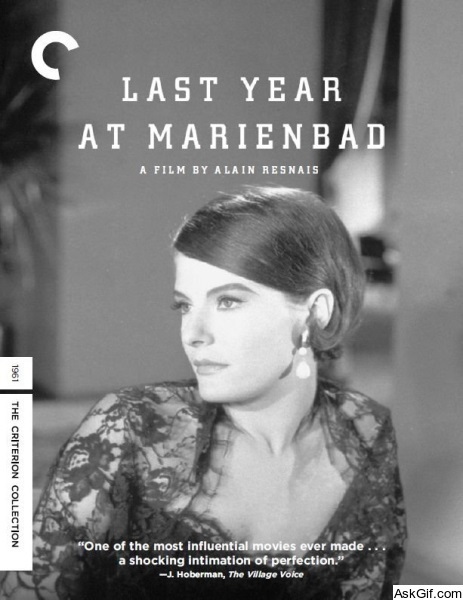 LAST YEAR
AT MARIENBAD
A FILM BY ALAIN RESNAIS
1961
THE CRITERION COLLECTION
“One of the most influential movies ever made . . .
a shocking intimation of perfection.”
—J. Hoberman, The Village Voice
AskGif.com